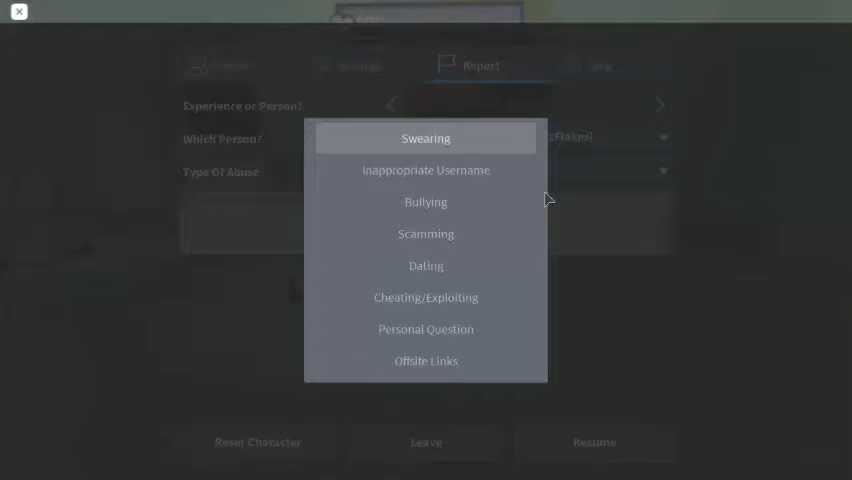 Report
Experience or Person?
Which Person?
sFlakez]
Type Of Abuse
Swearing
Inappropriate Username
Bullying
Scamming
Dating
Cheating/Exploiting
Personal Question
Offsite Links
Reset Character
Leave
Resume